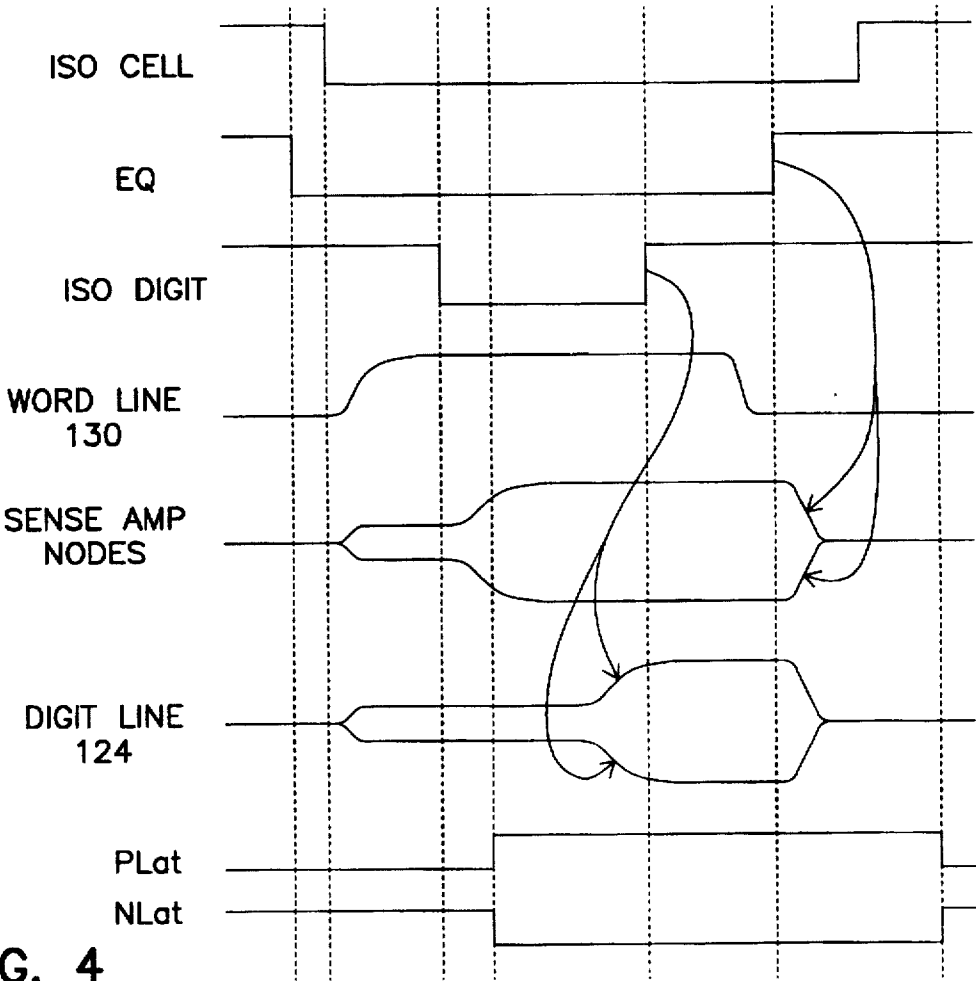 ISO CELL
EQ
ISO DIGIT
WORD LINE
130
SENSE AMP
NODES
DIGIT LINE
124
PLat
NLat
G. 4